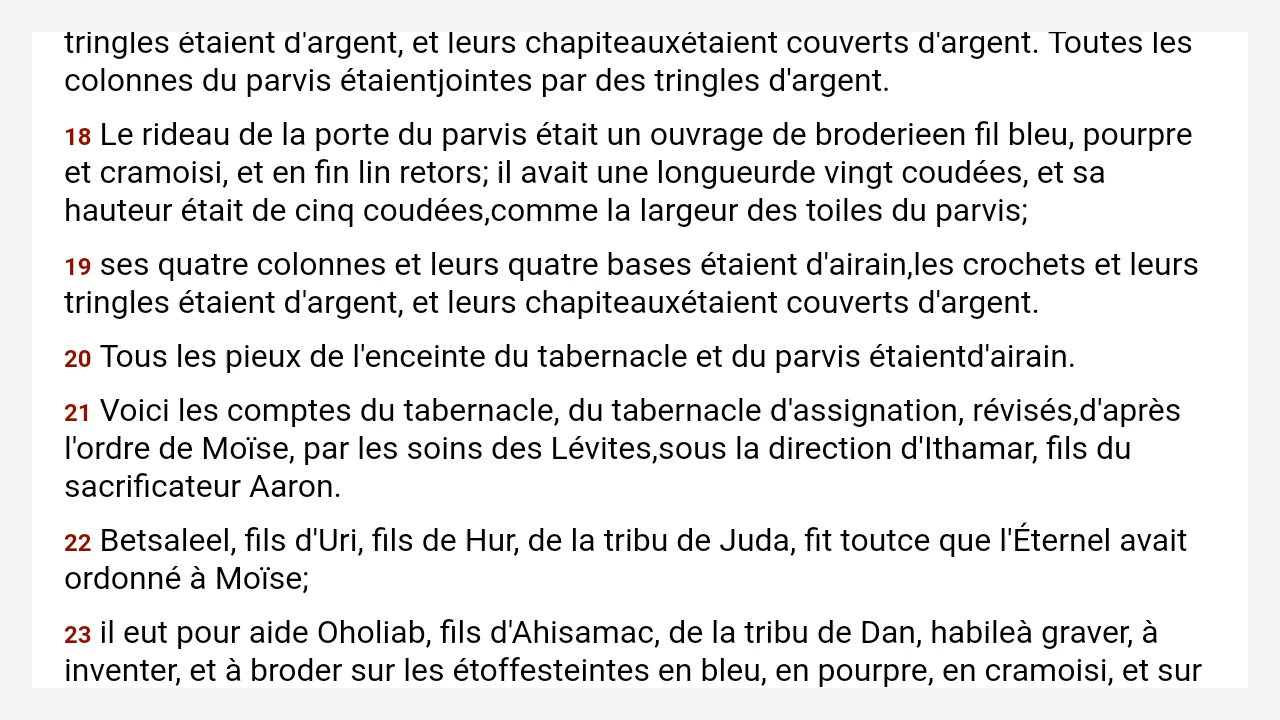 tringles étaient d'argent, et leurs chapiteauxétaient couverts d'argent. Toutes les
colonnes du parvis étaientjointes par des tringles d'argent.
18 Le rideau de la porte du parvis était un ouvrage de broderieen fil bleu, pourpre
et cramoisi, et en fin lin retors; il avait une longueurde vingt coudées, et sa
hauteur était de cinq coudées,comme la largeur des toiles du parvis;
19 ses quatre colonnes et leurs quatre bases étaient d'airain,les crochets et leurs
tringles étaient d'argent, et leurs chapiteauxétaient couverts d'argent.
20 Tous les pieux de l'enceinte du tabernacle et du parvis étaientd'airain.
21 Voici les comptes du tabernacle, du tabernacle d'assignation, révisés,d'après
l'ordre de Moïse, par les soins des Lévites,sous la direction d'Ithamar, fils du
sacrificateur Aaron.
22 Betsaleel, fils d'Uri, fils de Hur, de la tribu de Juda, fit toutce que l'Éternel avait
ordonné à Moïse;
23 il eut pour aide Oholiab, fils d'Ahisamac, de la tribu de Dan, habileà graver, à
inventer, et à broder sur les étoffesteintes en bleu, en pourpre, en cramoisi, et sur